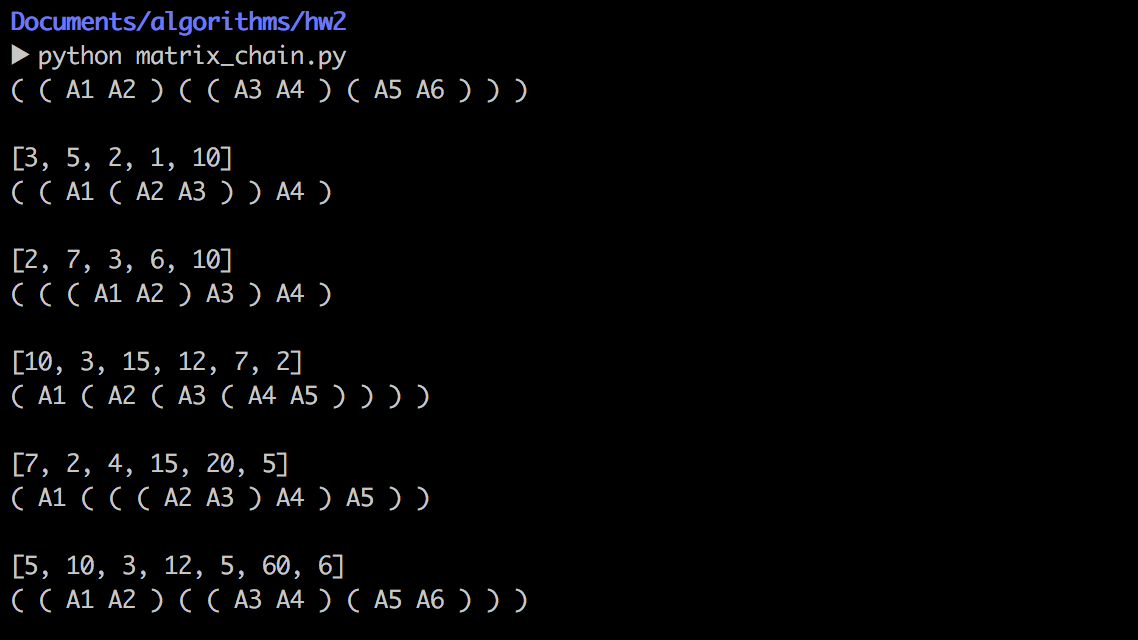 Documents/algorithms/hw2
▶ python matrix_chain.py
( ( A1 A2 ) ( ( A3 A4 ) ( A5 A6 ) ) )
[3, 5, 2, 1, 10]
( ( A1 ( A2 A3 ) ) A4 )
[2, 7, 3, 6, 10]
( ( ( A1 A2 ) A3 ) A4 )
[10, 3, 15, 12, 7, 2]
( A1 ( A2 ( A3 ( A4 A5 ) ) ) )
[7, 2, 4, 15, 20, 5]
( A1 ( ( ( A2 A3 ) A4 ) A5 ) )
[5, 10, 3, 12, 5, 60, 6]
( ( A1 A2 ) ( ( A3 A4 ) ( A5 A6 ) ) )